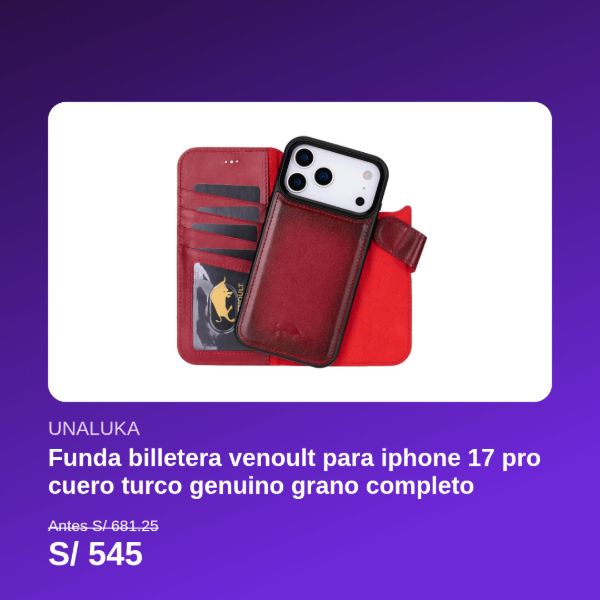 UNALUKA
Funda billetera venoult para iphone 17 pro
cuero turco genuino grano completo
Antes S/ 681.25
S/ 545